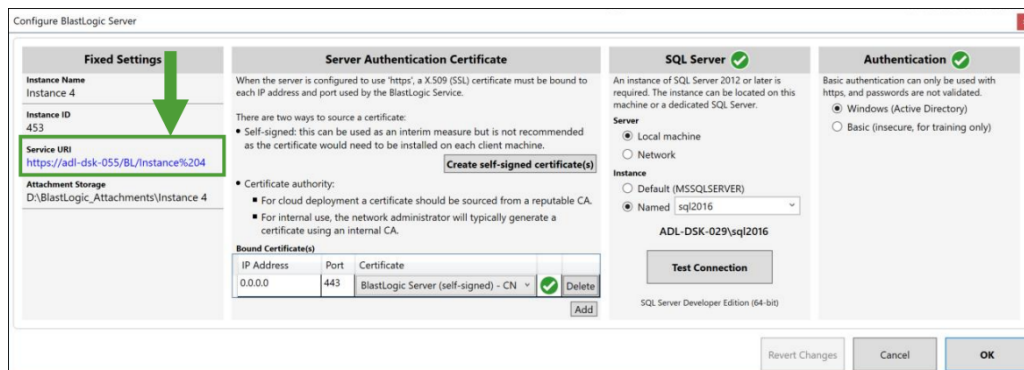 Configure BlastLogic Server
Fixed Settings
Instance Name
Instance 4
Instance ID
453
Service URI
https://adl-dsk-055/BL/Instance%204
Attachment Storage
D:\BlastLogic_Attachments\Instance 4
Server Authentication Certificate
When the server is configured to use 'https', a X.509 (SSL) certificate must be bound to
each IP address and port used by the BlastLogic Service.
There are two ways to source a certificate:
• Self-signed: this can be used as an interim measure but is not recommended
as the certificate would need to be installed on each client machine.
Create self-signed certificate(s)
• Certificate authority:
▪ For cloud deployment a certificate should be sourced from a reputable CA.
▪ For internal use, the network administrator will typically generate a
certificate using an internal CA.
Bound Certificate(s)
IP Address Port Certificate
0.0.0.0 443 BlastLogic Server (self-signed) - CN Delete
Add
SQL Server
An instance of SQL Server 2012 or later is
required. The instance can be located on this
machine or a dedicated SQL Server.
Server
Local machine
Network
Instance
Default (MSSQLSERVER)
Named sql2016
ADL-DSK-029\sql2016
Test Connection
SQL Server Developer Edition (64-bit)
Authentication
Basic authentication can only be used with
https, and passwords are not validated.
Windows (Active Directory)
Basic (insecure, for training only)
Revert Changes Cancel OK